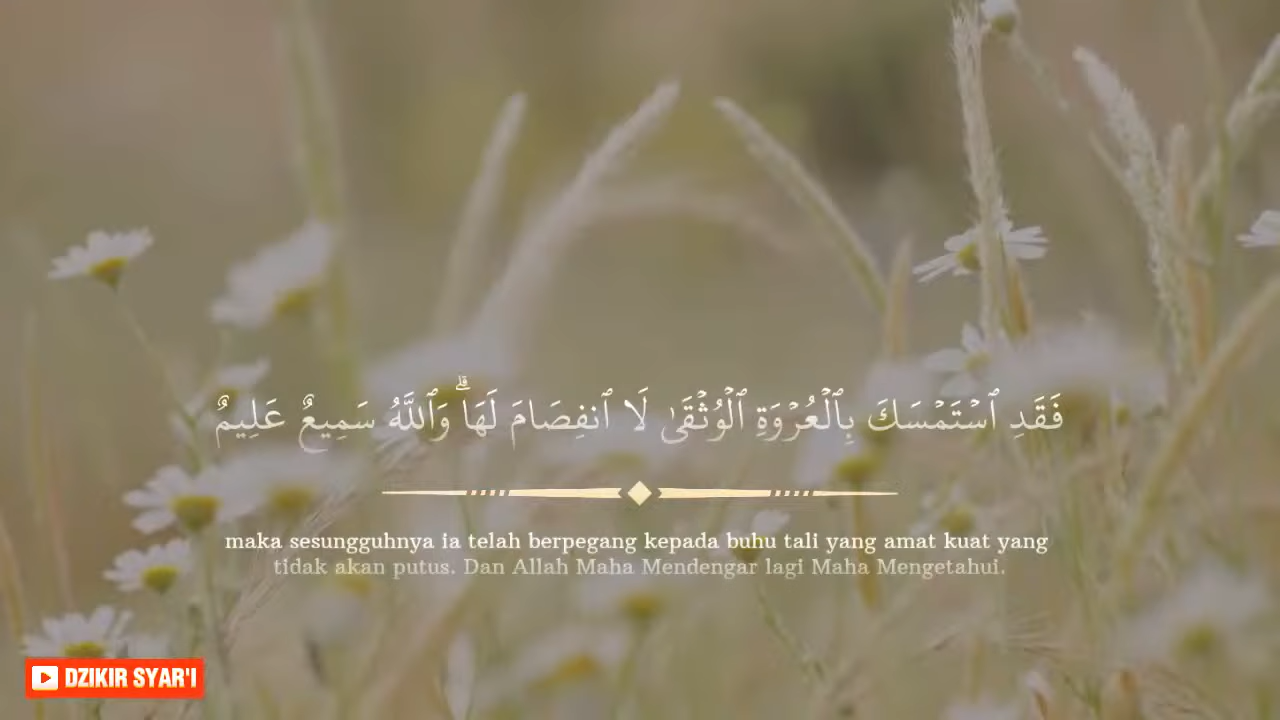 فَقَدِ ٱسْتَمْسَكَ بِٱلْعُرْوَةِ ٱلْوُثْقَىٰ لَا ٱنفِصَامَ لَهَا ۗ وَٱللَّهُ سَمِيعٌ عَلِيمٌ
maka sesungguhnya ia telah berpegang kepada buhu tali yang amat kuat yang
tidak akan putus. Dan Allah Maha Mendengar lagi Maha Mengetahui.
DZIKIR SYAR'I